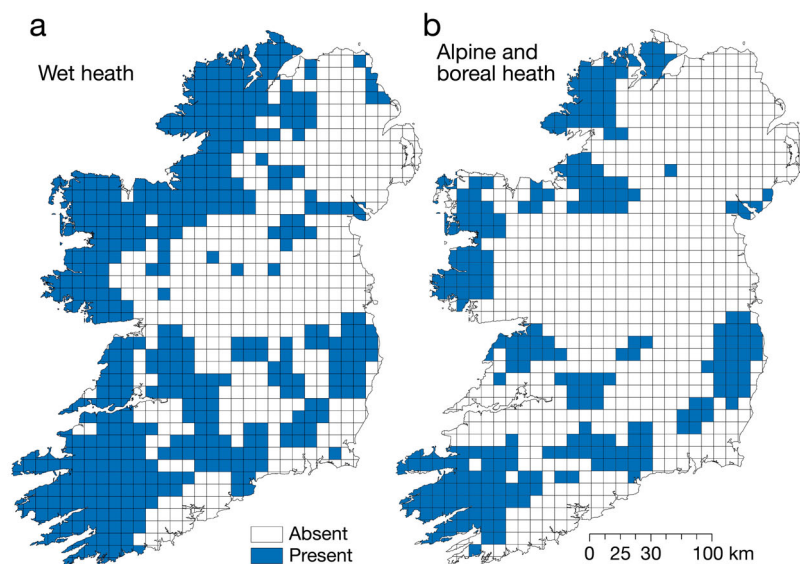 a
Wet heath
b
Alpine and
boreal heath
Absent
Present
0 25 30 100 km